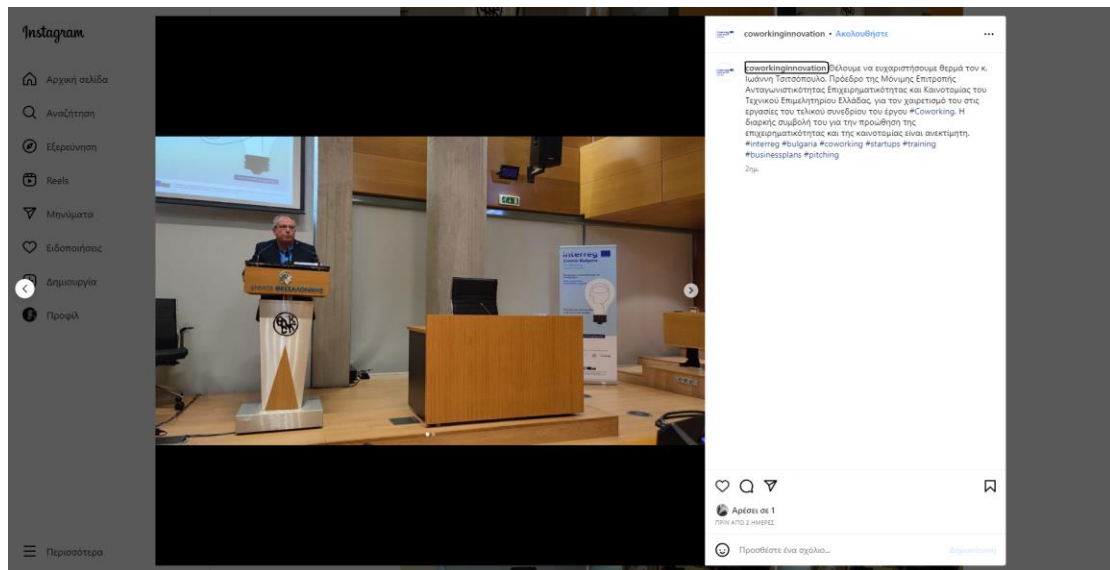 Instagram
Αρχική σελίδα
Αναζήτηση
Εξερεύνηση
Reels
Μηνύματα
Ειδοποιήσεις
Δημιουργία
Προφίλ
Περισσότερα
ΘΕΣΣΑΛΟΝΙΚΗΣ
interreg
coworkinginnovation • Ακολουθήστε
coworkinginnovation Θέλουμε να ευχαριστήσουμε θερμά τον κ.
Ιωάννη Τσιτσόπουλο. Πρόεδρο της Μόνιμης Επιτροπής
Ανταγωνιστικότητας Επιχειρηματικότητας και Καινοτομίας του
Τεχνικού Επιμελητηρίου Ελλάδας, για τον χαιρετισμό του στις
εργασίες του τελικού συνεδρίου του έργου #Coworking. Η
διαρκής συμβολή του για την προώθηση της
επιχειρηματικότητας και της καινοτομίας είναι ανεκτίμητη.
#interreg #bulgaria #coworking #startups #training
#businessplans #pitching
2ημ.
Αρέσει σε 1
ΠΡΙΝ ΑΠΟ 2 ΗΜΕΡΕΣ
Προσθέστε ένα σχόλιο...
Δημοσίευση